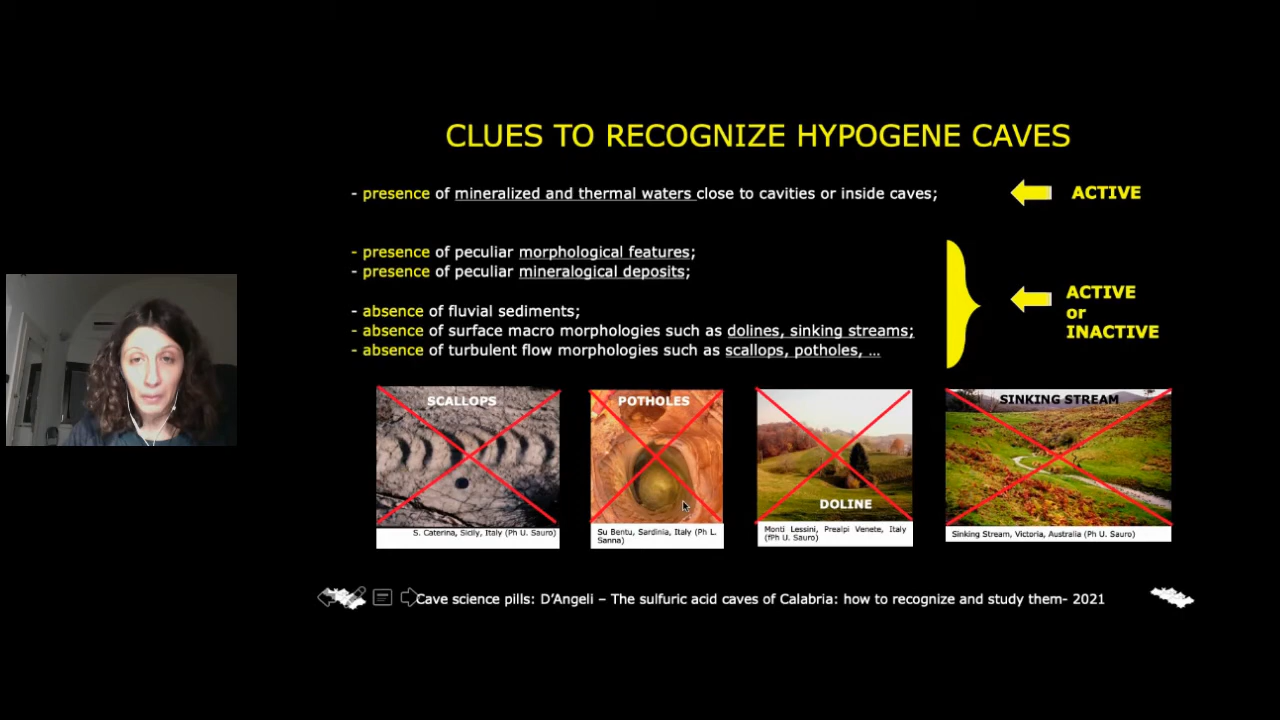 CLUES TO RECOGNIZE HYPOGENE CAVES
- presence of mineralized and thermal waters close to cavities or inside caves;
ACTIVE
- presence of peculiar morphological features;
- presence of peculiar mineralogical deposits;
- absence of fluvial sediments;
- absence of surface macro morphologies such as dolines, sinking streams;
- absence of turbulent flow morphologies such as scallops, potholes, ...
ACTIVE
or
INACTIVE
SCALLOPS
S. Caterina, Sicily, Italy (Ph U. Sauro)
POTHOLES
Su Bentu, Sardinia, Italy (Ph L.
Sanna)
DOLINE
Monti Lessini, Prealpi Venete, Italy
(fPh U. Sauro)
SINKING STREAM
Sinking Stream, Victoria, Australia (Ph U. Sauro)
Cave science pills: D'Angeli – The sulfuric acid caves of Calabria: how to recognize and study them- 2021